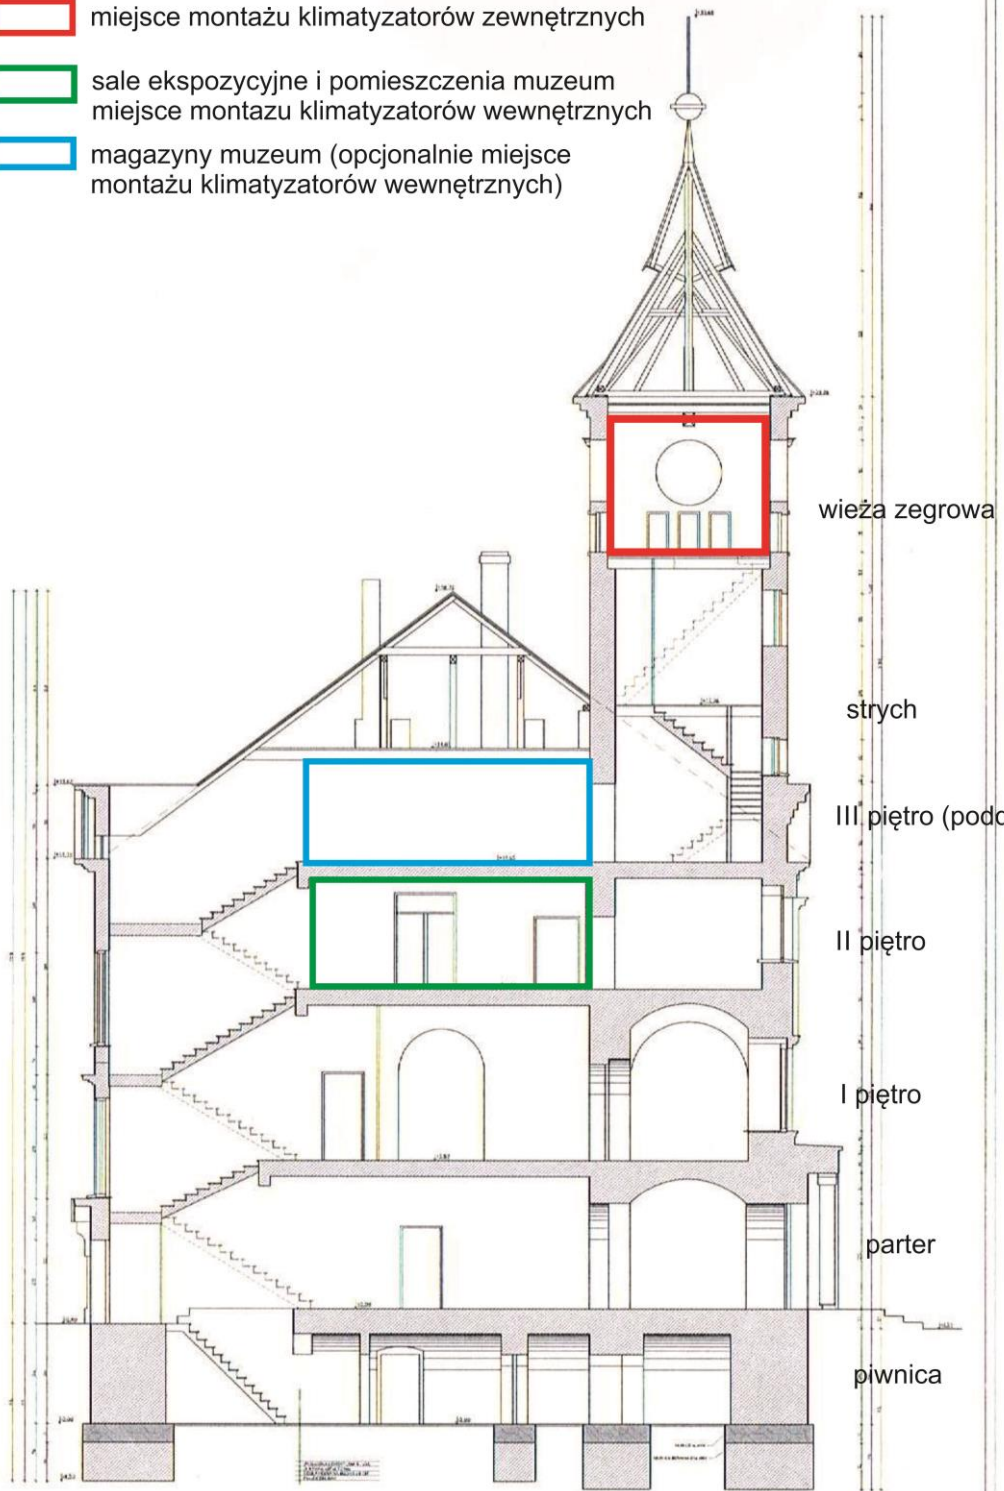 miejsce montażu klimatyzatorów zewnętrznych
sale ekspozycyjne i pomieszczenia muzeum
miejsce montazu klimatyzatorów wewnętrznych
magazyny muzeum (opcjonalnie miejsce
montażu klimatyzatorów wewnętrznych)
wieża zegrowa
strych
III piętro (podd
II piętro
I piętro
parter
piwnica